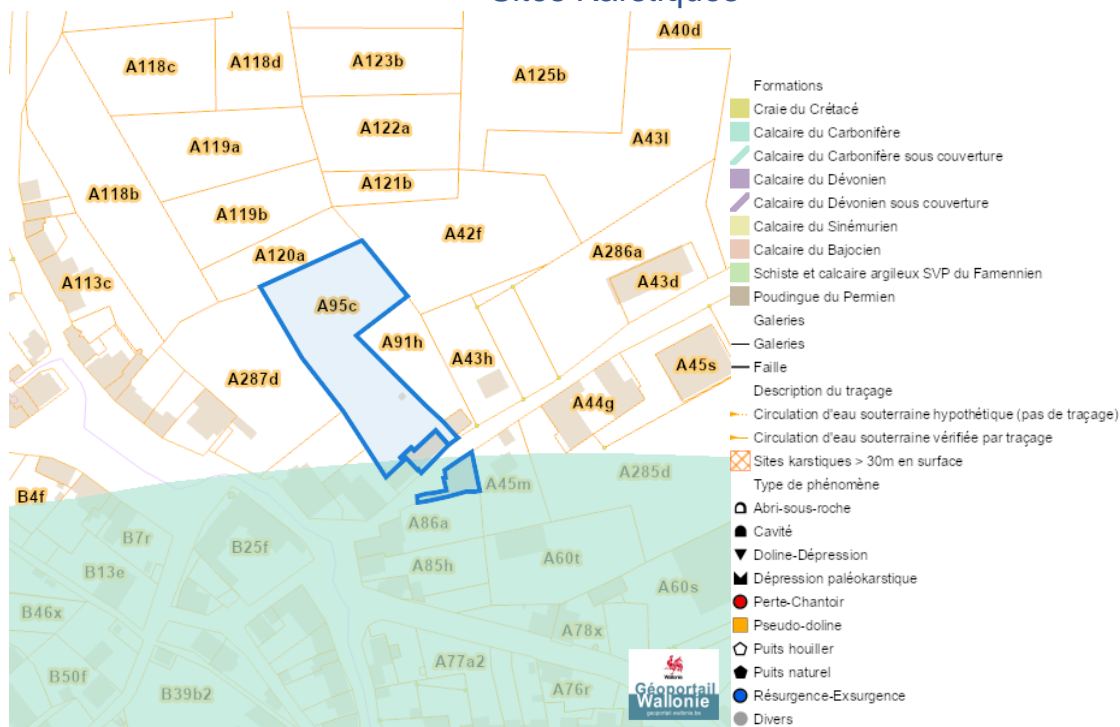 Sites Karstiques
A40d
A118c
A118d
A123b
A125b
A122a
A43l
A119a
A121b
A118b
A119b
A42f
A120a
A286a
A113c
A43d
A95c
A91h
A43h
A45s
A287d
A44g
A285d
A45m
B4f
A86a
B7r
B25f
A60t
A85h
B13e
A60s
B46x
A78x
A77a2
B50f
A76r
B39b2
Wallonie
Géoportail
Wallonie
geoportail.wallonie.be
Formations
Craie du Crétacé
Calcaire du Carbonifère
Calcaire du Carbonifère sous couverture
Calcaire du Dévonien
Calcaire du Dévonien sous couverture
Calcaire du Sinémurien
Calcaire du Bajocien
Schiste et calcaire argileux SVP du Famennien
Poudingue du Permien
Galeries
Galeries
Faille
Description du traçage
Circulation d'eau souterraine hypothétique (pas de traçage)
Circulation d'eau souterraine vérifiée par traçage
Sites karstiques > 30m en surface
Type de phénomène
Abri-sous-roche
Cavité
Doline-Dépression
Dépression paléokarstique
Perte-Chantoir
Pseudo-doline
Puits houiller
Puits naturel
Résurgence-Exsurgence
Divers